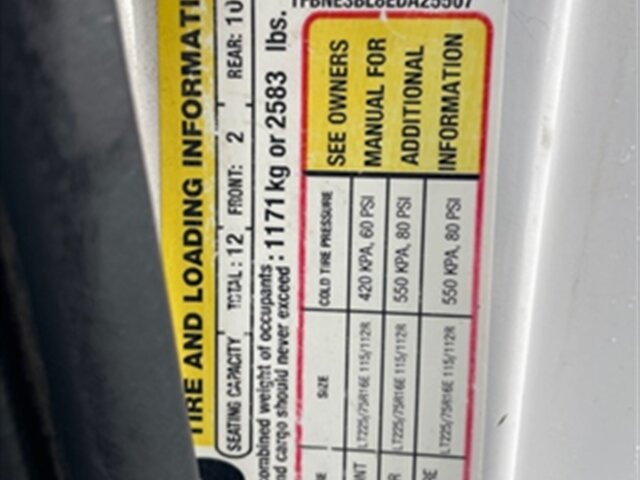 TIRE AND LOADING INFORMATI
SEATING CAPACITY TOTAL: 12 FRONT: 2 REAR: 10
combined weight of occupants
nd cargo should never exceed : 1171 kg or 2583 lbs.
RE SIZE COLD TIRE PRESSURE SEE OWNERS
NT LT225/75R16E 115/112R 420 KPA, 60 PSI MANUAL FOR
R LT225/75R16E 115/112R 550 KPA, 80 PSI ADDITIONAL
RE LT225/75R16E 115/112R 550 KPA, 80 PSI INFORMATION